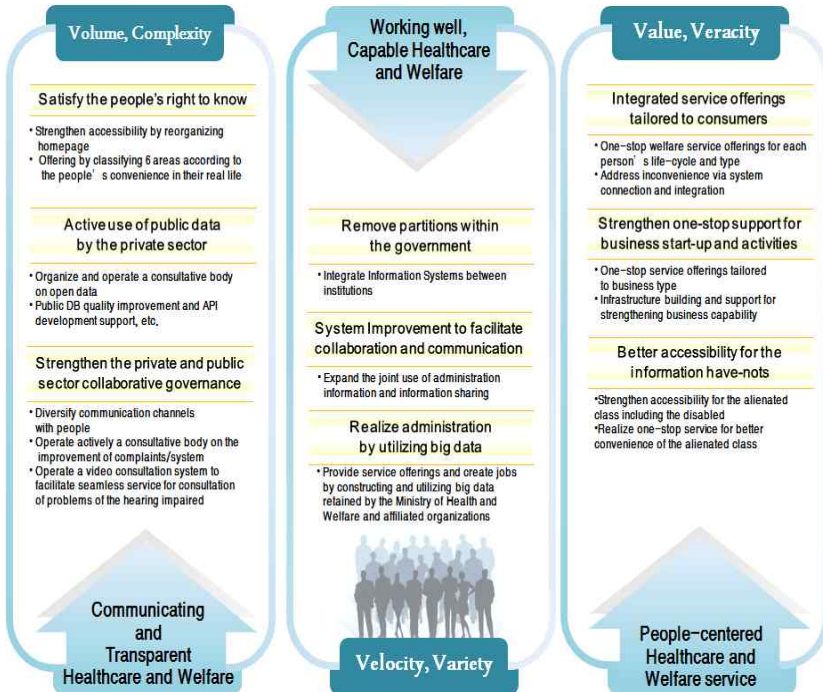 Volume, Complexity
Satisfy the people's right to know
• Strengthen accessibility by reorganizing
homepage
• Offering by classifying 6 areas according to
the people's convenience in their real life
Active use of public data
by the private sector
• Organize and operate a consultative body
on open data
• Public DB quality improvement and API
development support, etc.
Strengthen the private and public
sector collaborative governance
• Diversify communication channels
with people
• Operate actively a consultative body on the
improvement of complaints/system
• Operate a video consultation system to
facilitate seamless service for consultation
of problems of the hearing impaired
Communicating
and
Transparent
Healthcare and Welfare
Working well,
Capable Healthcare
and Welfare
Remove partitions within
the government
• Integrate Information Systems between
institutions
System Improvement to facilitate
collaboration and communication
• Expand the joint use of administration
information and information sharing
Realize administration
by utilizing big data
• Provide service offerings and create jobs
by constructing and utilizing big data
retained by the Ministry of Health and
Welfare and affiliated organizations
Velocity, Variety
Value, Veracity
Integrated service offerings
tailored to consumers
• One-stop welfare service offerings for each
person's life-cycle and type
• Address inconvenience via system
connection and integration
Strengthen one-stop support for
business start-up and activities
• One-stop service offerings tailored
to business type
• Infrastructure building and support for
strengthening business capability
Better accessibility for the
information have-nots
•Strengthen accessibility for the alienated
class including the disabled
•Realize one-stop service for better
convenience of the alienated class
People-centered
Healthcare and
Welfare service